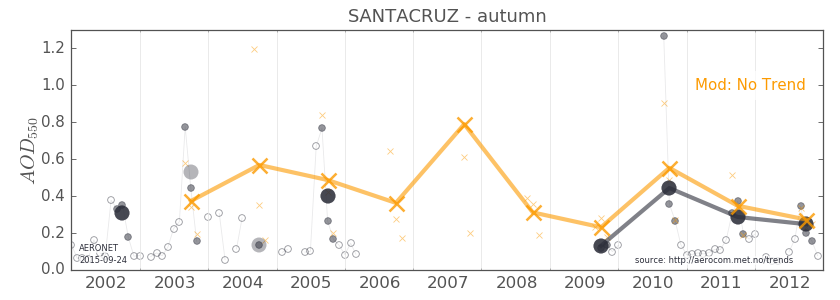 SANTACRUZ - autumn
1.2
1.0
0.8
0.6
0.4
0.2
0.0
AOD550
Mod: No Trend
AERONET
2015-09-24
source: http://aerocom.met.no/trends
2002 2003 2004 2005 2006 2007 2008 2009 2010 2011 2012